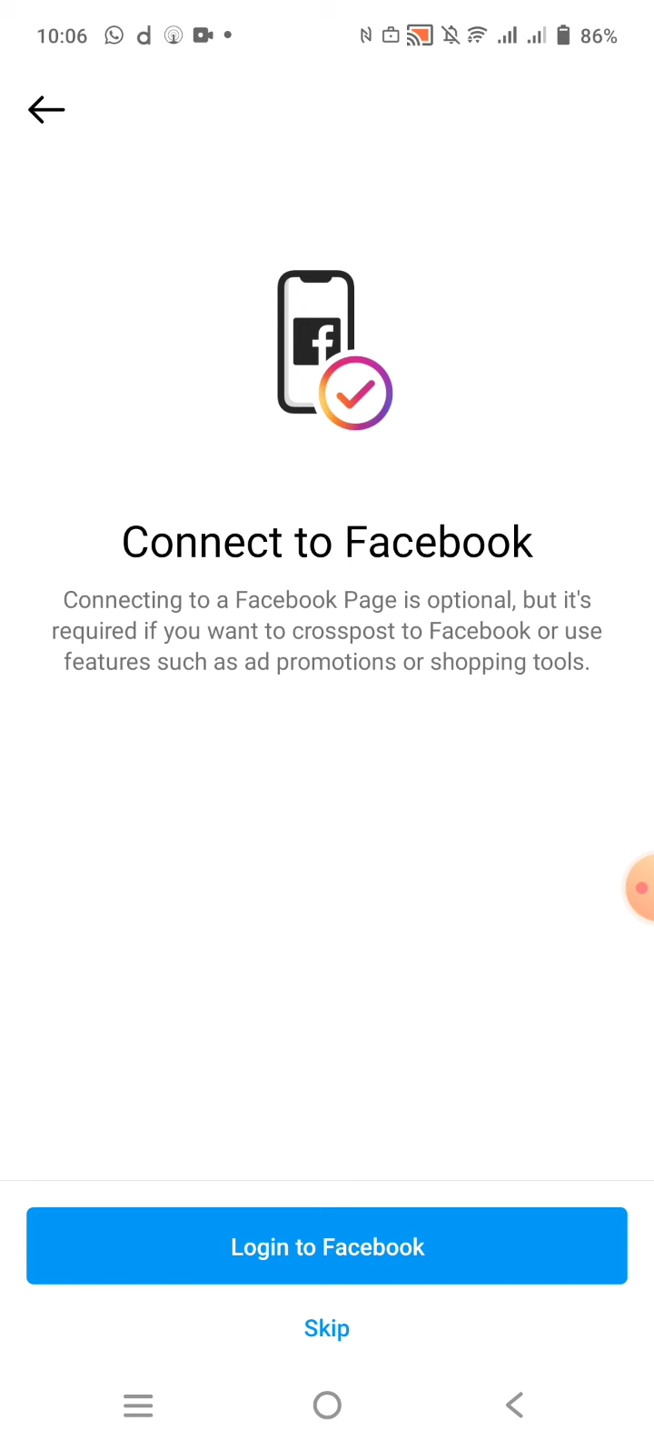 10:06 86%
Connect to Facebook
Connecting to a Facebook Page is optional, but it's
required if you want to crosspost to Facebook or use
features such as ad promotions or shopping tools.
Login to Facebook
Skip